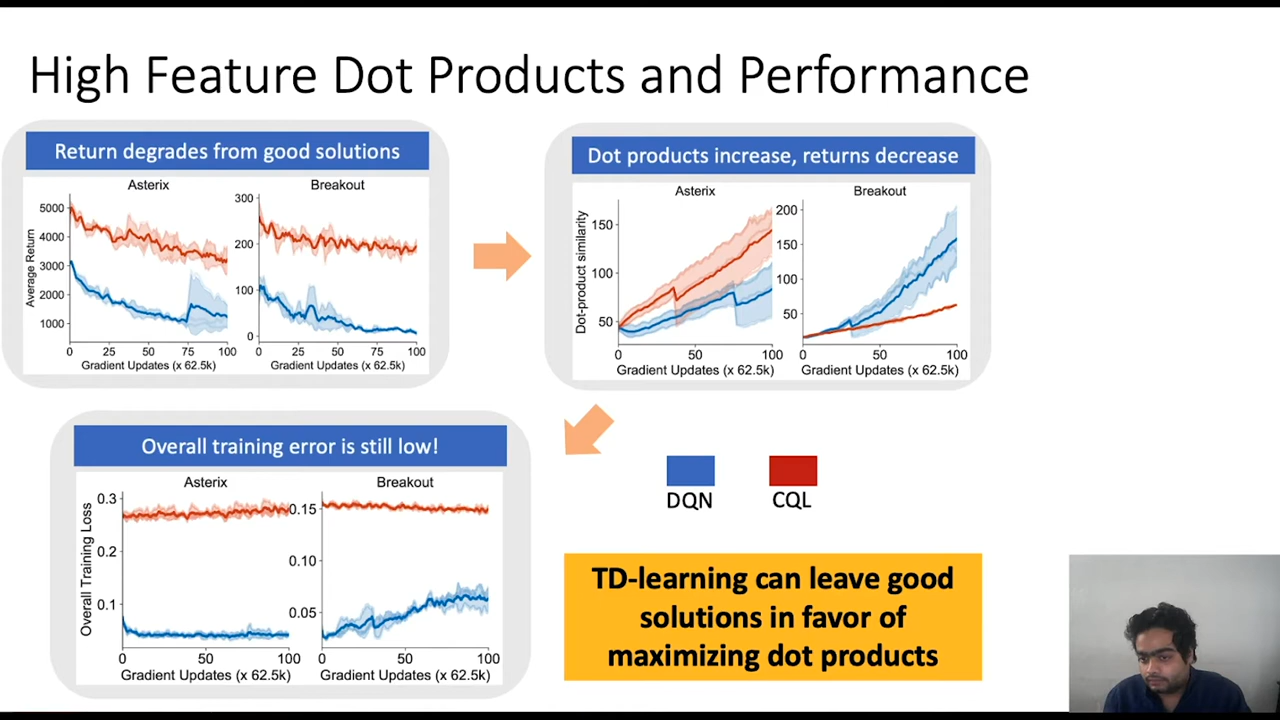 High Feature Dot Products and Performance
Return degrades from good solutions
Asterix
Breakout
Average Return
5000
4000
3000
2000
1000
0 25 50 75 100
Gradient Updates (x 62.5k)
300
200
100
0
0 25 50 75 100
Gradient Updates (x 62.5k)
Dot products increase, returns decrease
Asterix
Breakout
Dot-product similarity
150
100
50
0 50 100
Gradient Updates (x 62.5k)
200
150
100
50
0 50 100
Gradient Updates (x 62.5k)
Overall training error is still low!
Asterix
Breakout
Overall Training Loss
0.3
0.2
0.1
0 50 100
Gradient Updates (x 62.5k)
0.15
0.10
0.05
0 50 100
Gradient Updates (x 62.5k)
DQN
CQL
TD-learning can leave good
solutions in favor of
maximizing dot products